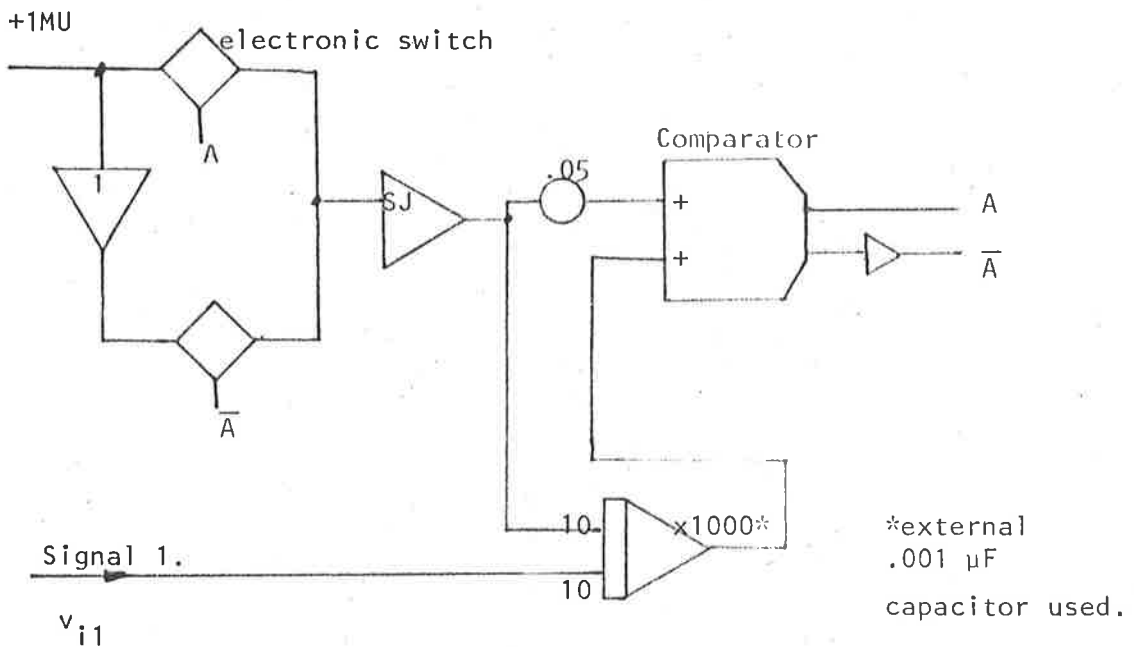 +1MU
electronic switch
A
1
SJ
.05
Comparator
+
+
A
A̅
A̅
10
x1000*
10
Signal 1.
v i1
*external
.001 µF
capacitor used.